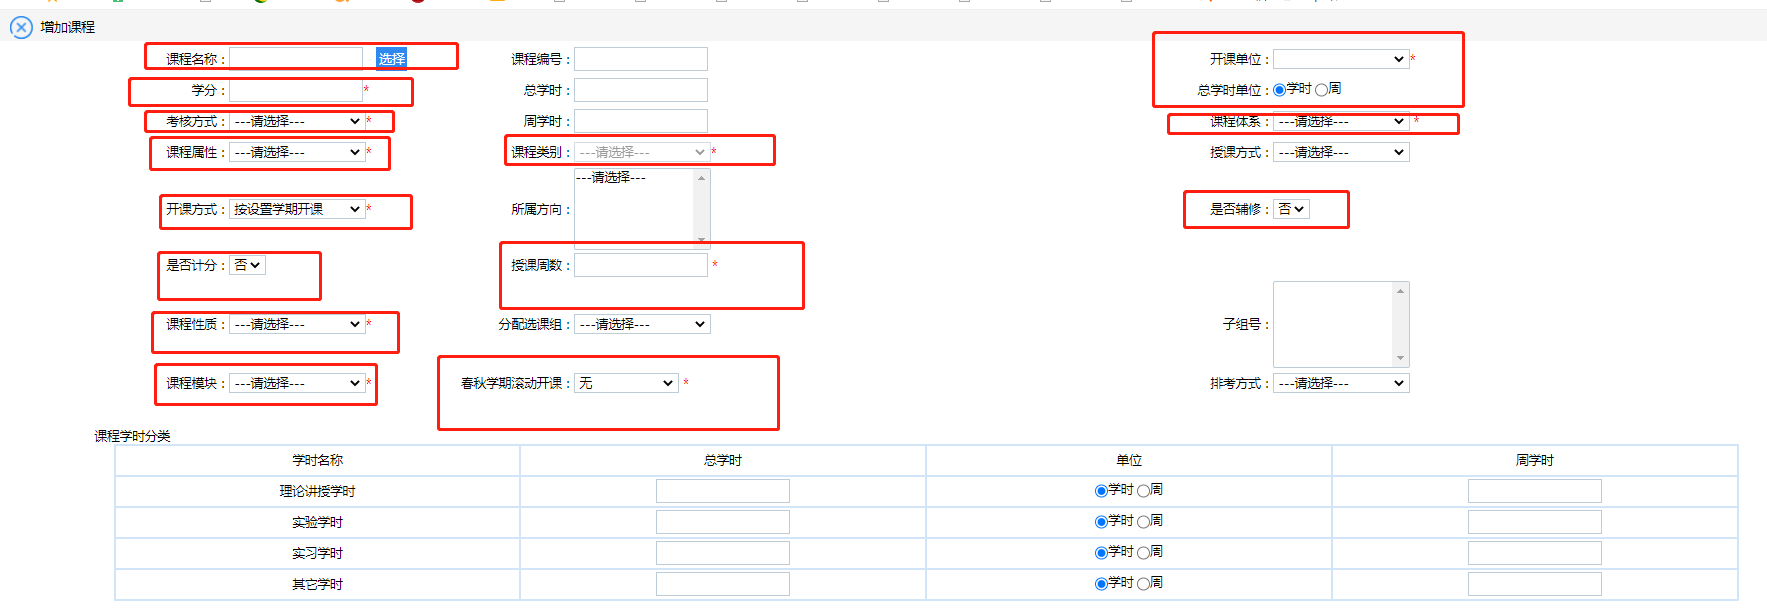 增加课程
课程名称： 选择 课程编号： 开课单位： *
学分： * 总学时： 总学时单位： 学时 周
考核方式： ---请选择--- * 周学时： 课程体系： ---请选择--- *
课程属性： ---请选择--- * 课程类别： ---请选择--- * 授课方式： ---请选择---
---请选择---
开课方式： 按设置学期开课 * 所属方向： 是否辅修： 否
是否计分： 否 授课周数： *
课程性质： ---请选择--- * 分配选课组： ---请选择--- 子组号：
课程模块： ---请选择--- * 春秋学期滚动开课： 无 * 排考方式： ---请选择---
课程学时分类
学时名称 总学时 单位 周学时
理论讲授学时 学时 周
实验学时 学时 周
实习学时 学时 周
其它学时 学时 周